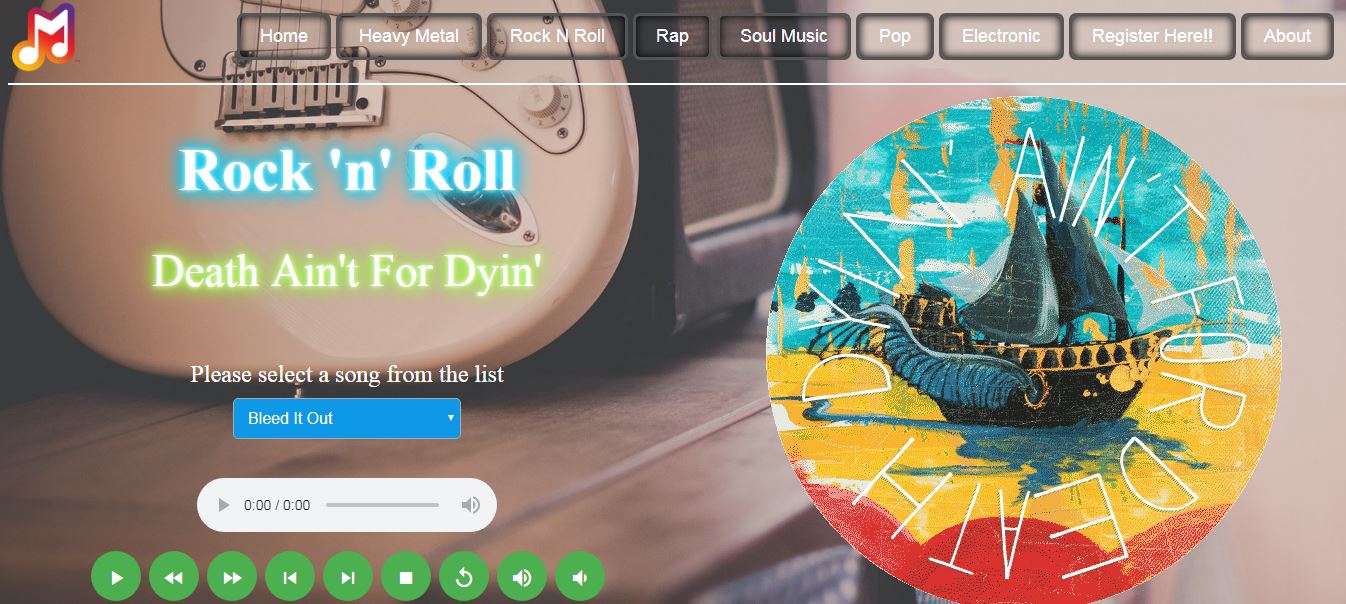 Home Heavy Metal Rock N Roll Rap Soul Music Pop Electronic Register Here!! About
Rock 'n' Roll
Death Ain't For Dyin'
Please select a song from the list
Bleed It Out
0:00 / 0:00
DEATH AIN'T FOR DYIN'